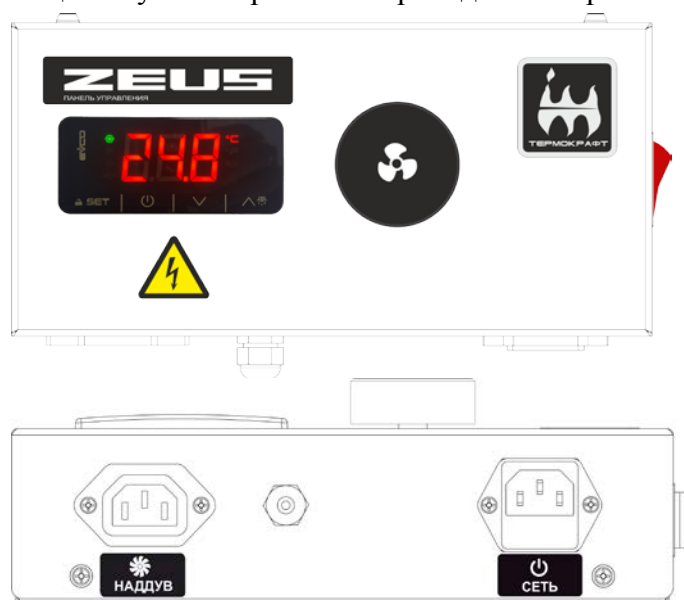 ZEUS
ПАНЕЛЬ УПРАВЛЕНИЯ
ТЕРМОКРАФТ
EVCO
24.8 °C
SET
НАДДУВ
СЕТЬ